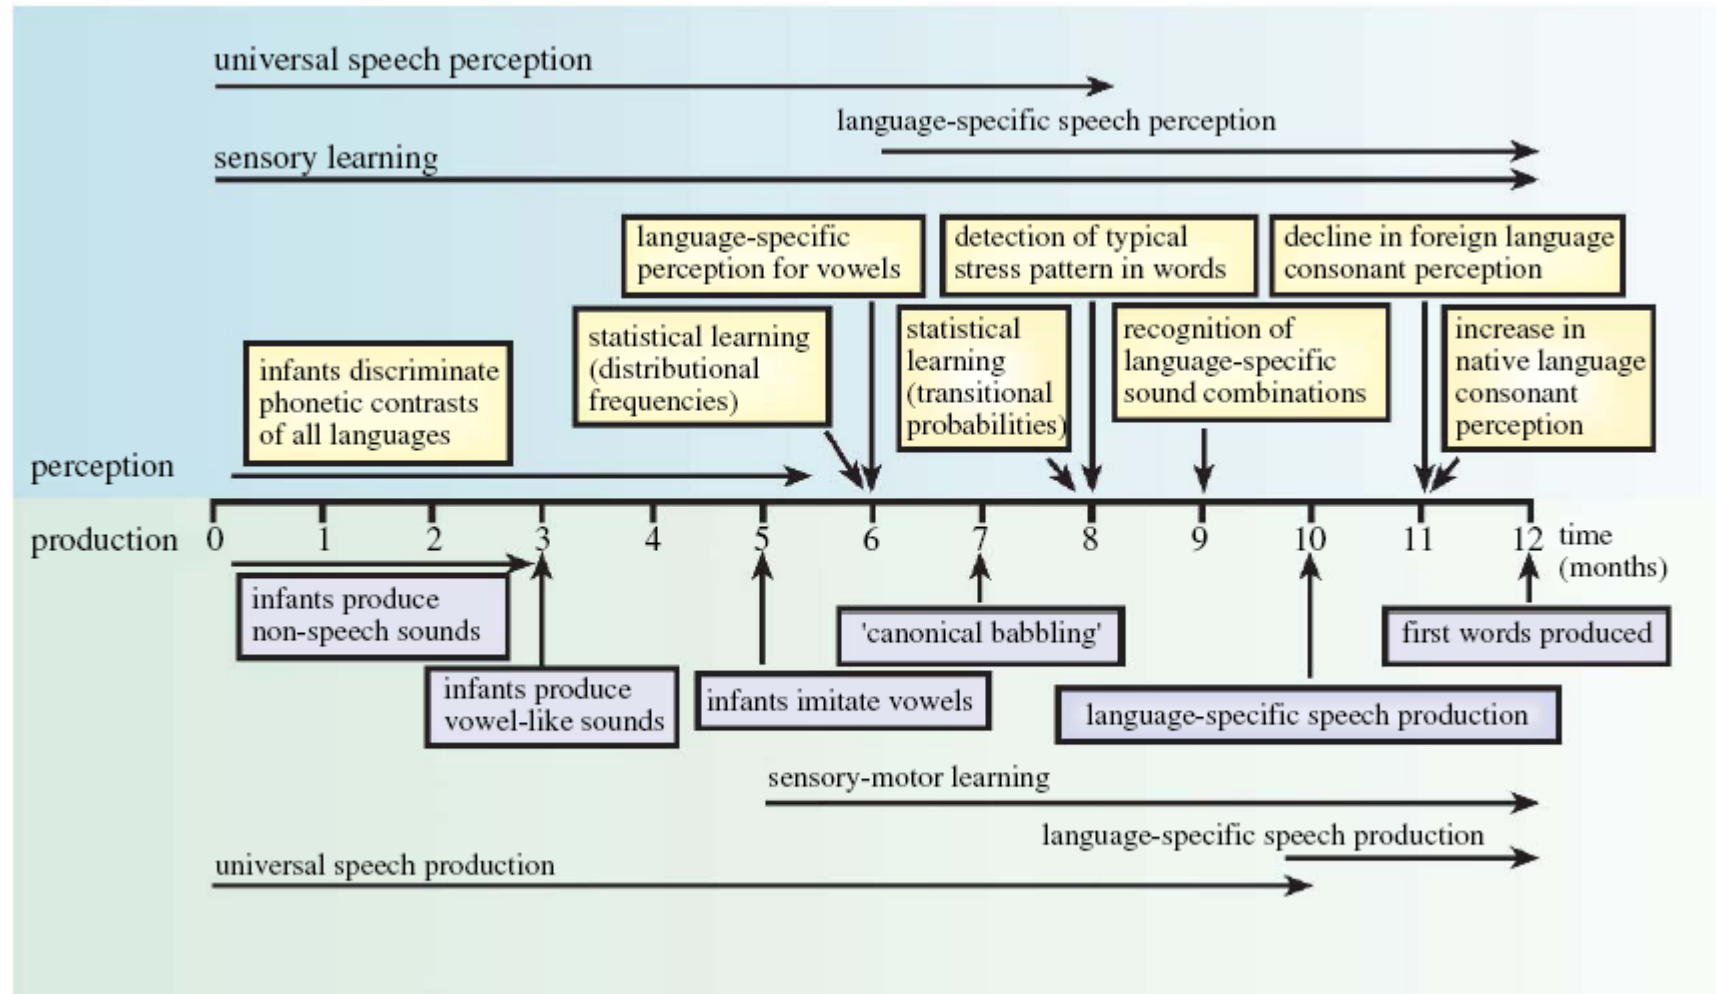 universal speech perception
language-specific speech perception
sensory learning
language-specific
perception for vowels
detection of typical
stress pattern in words
decline in foreign language
consonant perception
statistical learning
(distributional
frequencies)
statistical
learning
(transitional
probabilities)
recognition of
language-specific
sound combinations
increase in
native language
consonant
perception
infants discriminate
phonetic contrasts
of all languages
perception
production
0 1 2 3 4 5 6 7 8 9 10 11 12
time
(months)
infants produce
non-speech sounds
infants produce
vowel-like sounds
infants imitate vowels
'canonical babbling'
language-specific speech production
first words produced
sensory-motor learning
language-specific speech production
universal speech production